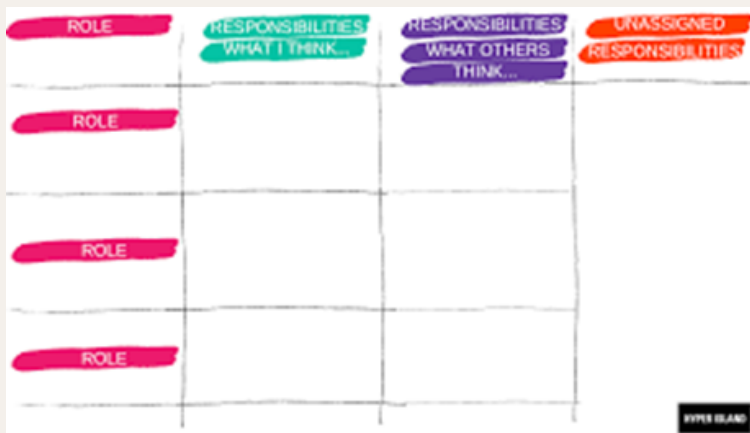 ROLE
RESPONSIBILITIES
WHAT I THINK...
RESPONSIBILITIES
WHAT OTHERS
THINK...
UNASSIGNED
RESPONSIBILITIES
ROLE
ROLE
ROLE
HYPER ISLAND